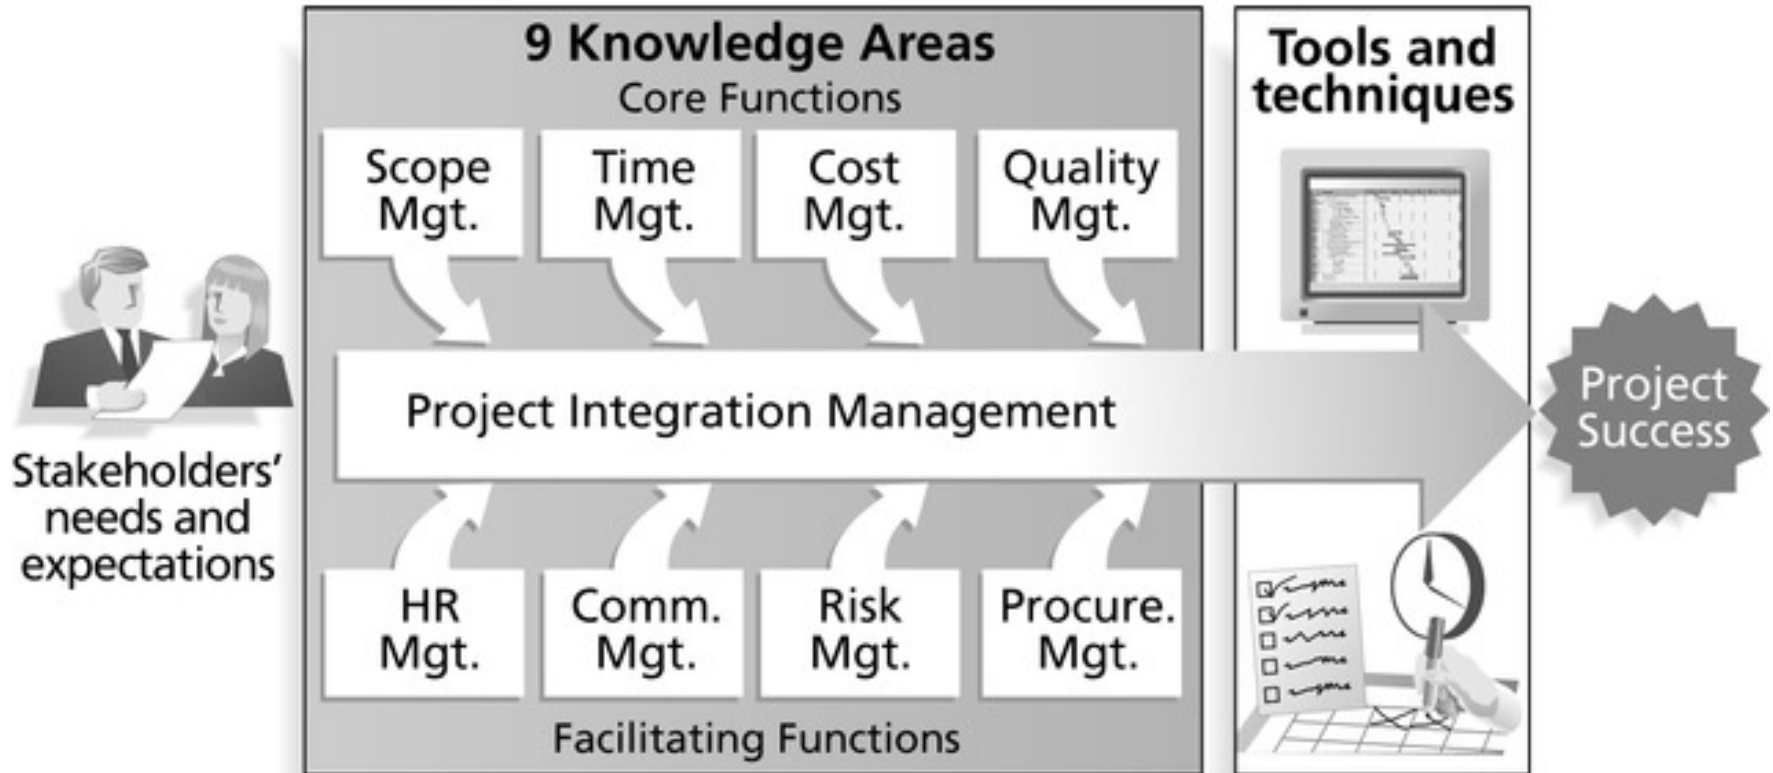 9 Knowledge Areas
Core Functions
Scope
Mgt.
Time
Mgt.
Cost
Mgt.
Quality
Mgt.
Tools and
techniques
Stakeholders’
needs and
expectations
Project Integration Management
Project
Success
HR
Mgt.
Comm.
Mgt.
Risk
Mgt.
Procure.
Mgt.
Facilitating Functions